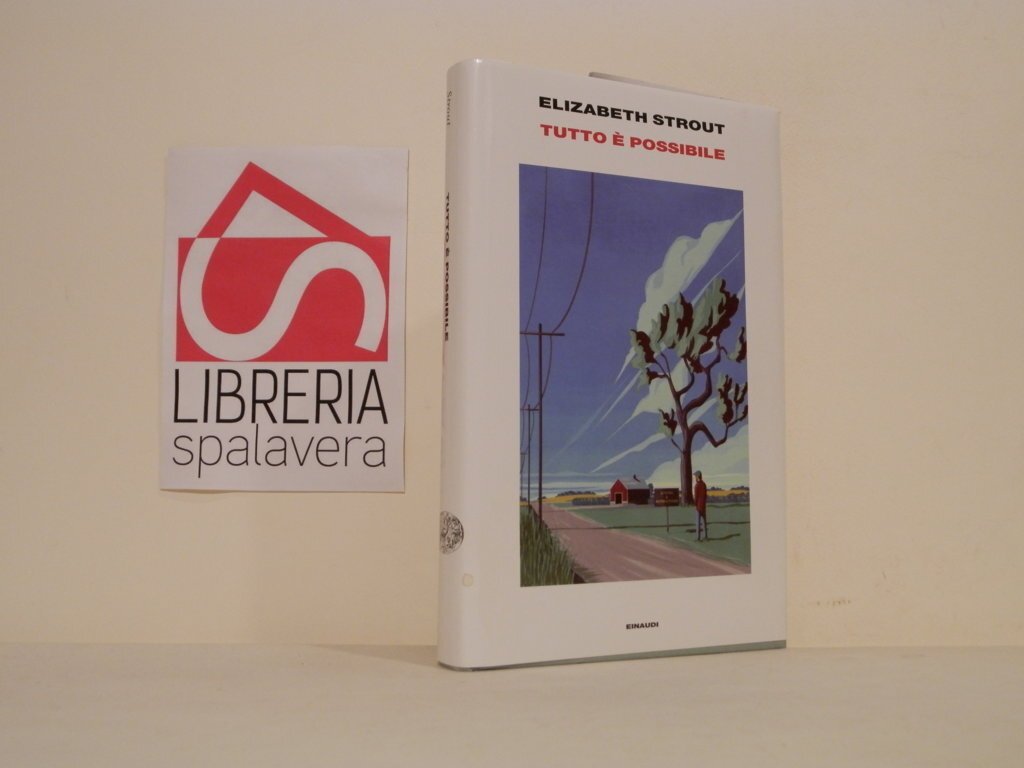 LIBRERIA
spalavera
Strout
TUTTO È POSSIBILE
ELIZABETH STROUT
TUTTO È POSSIBILE
EINAUDI